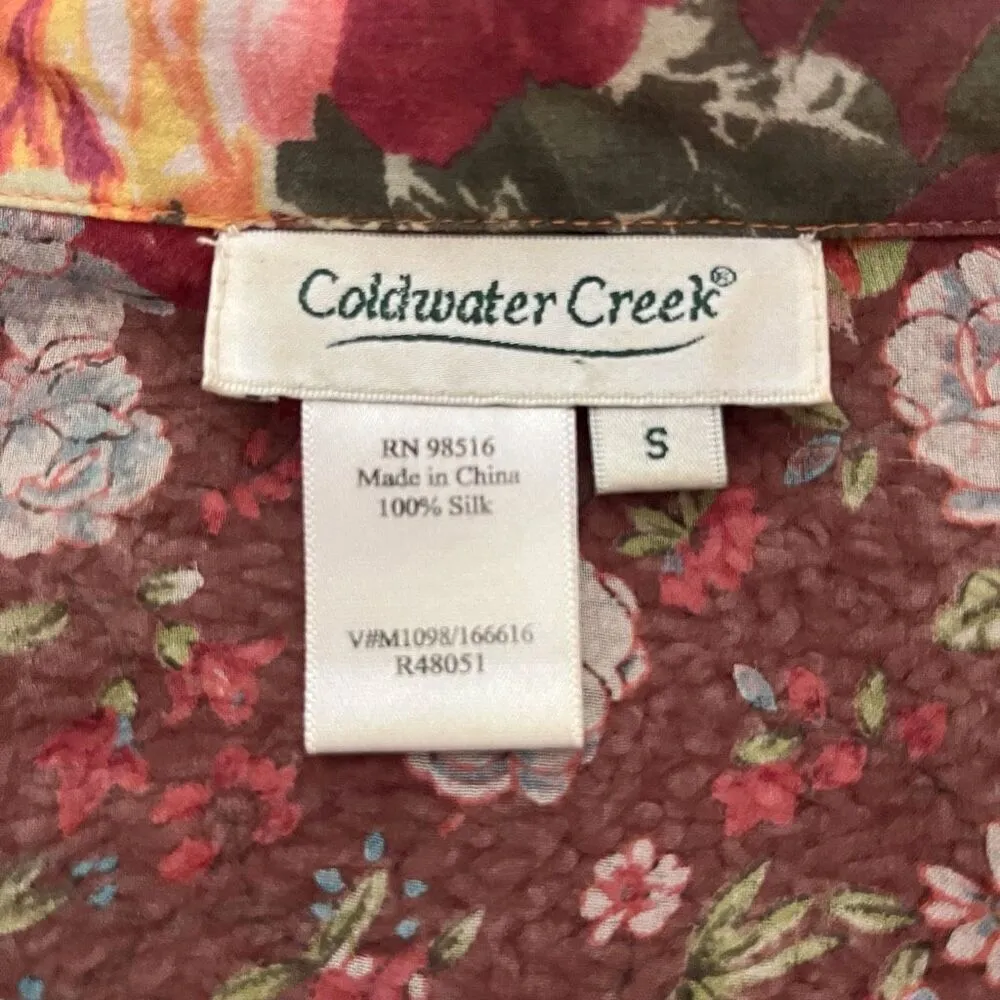 Coldwater Creek®
S
RN 98516
Made in China
100% Silk
V#M1098/166616
R48051